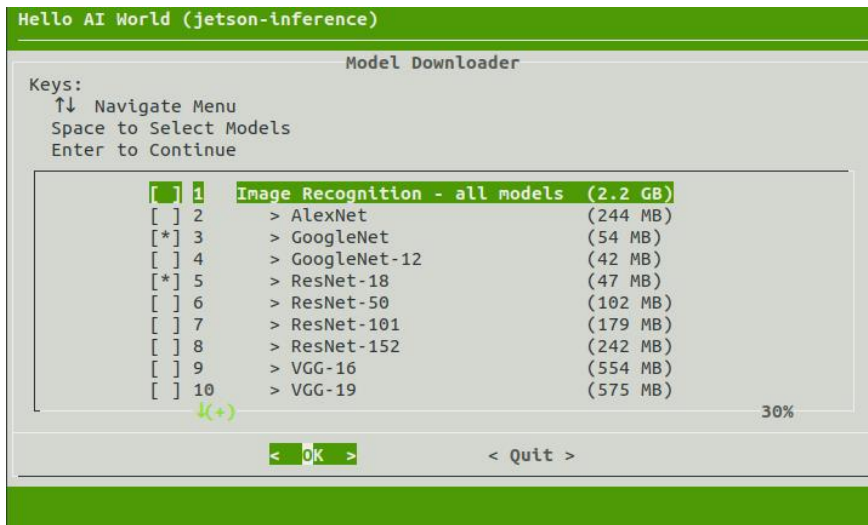 Hello AI World (jetson-inference)
Model Downloader
Keys:
↑↓ Navigate Menu
Space to Select Models
Enter to Continue
[ ] 1 Image Recognition - all models (2.2 GB)
[ ] 2 > AlexNet (244 MB)
[*] 3 > GoogleNet (54 MB)
[ ] 4 > GoogleNet-12 (42 MB)
[*] 5 > ResNet-18 (47 MB)
[ ] 6 > ResNet-50 (102 MB)
[ ] 7 > ResNet-101 (179 MB)
[ ] 8 > ResNet-152 (242 MB)
[ ] 9 > VGG-16 (554 MB)
[ ] 10 > VGG-19 (575 MB)
↓(+) 30%
< OK > < Quit >